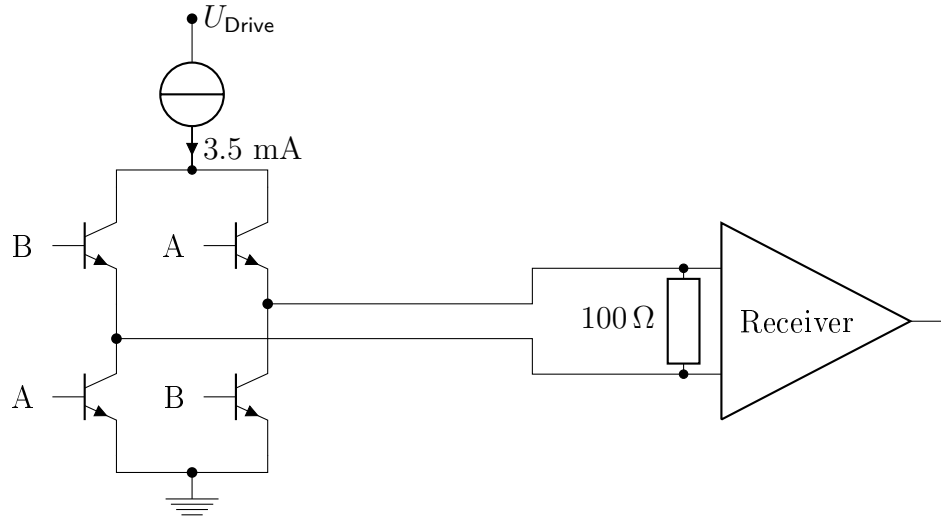 U_Drive
3.5 mA
B
A
100 Ω
Receiver
A
B